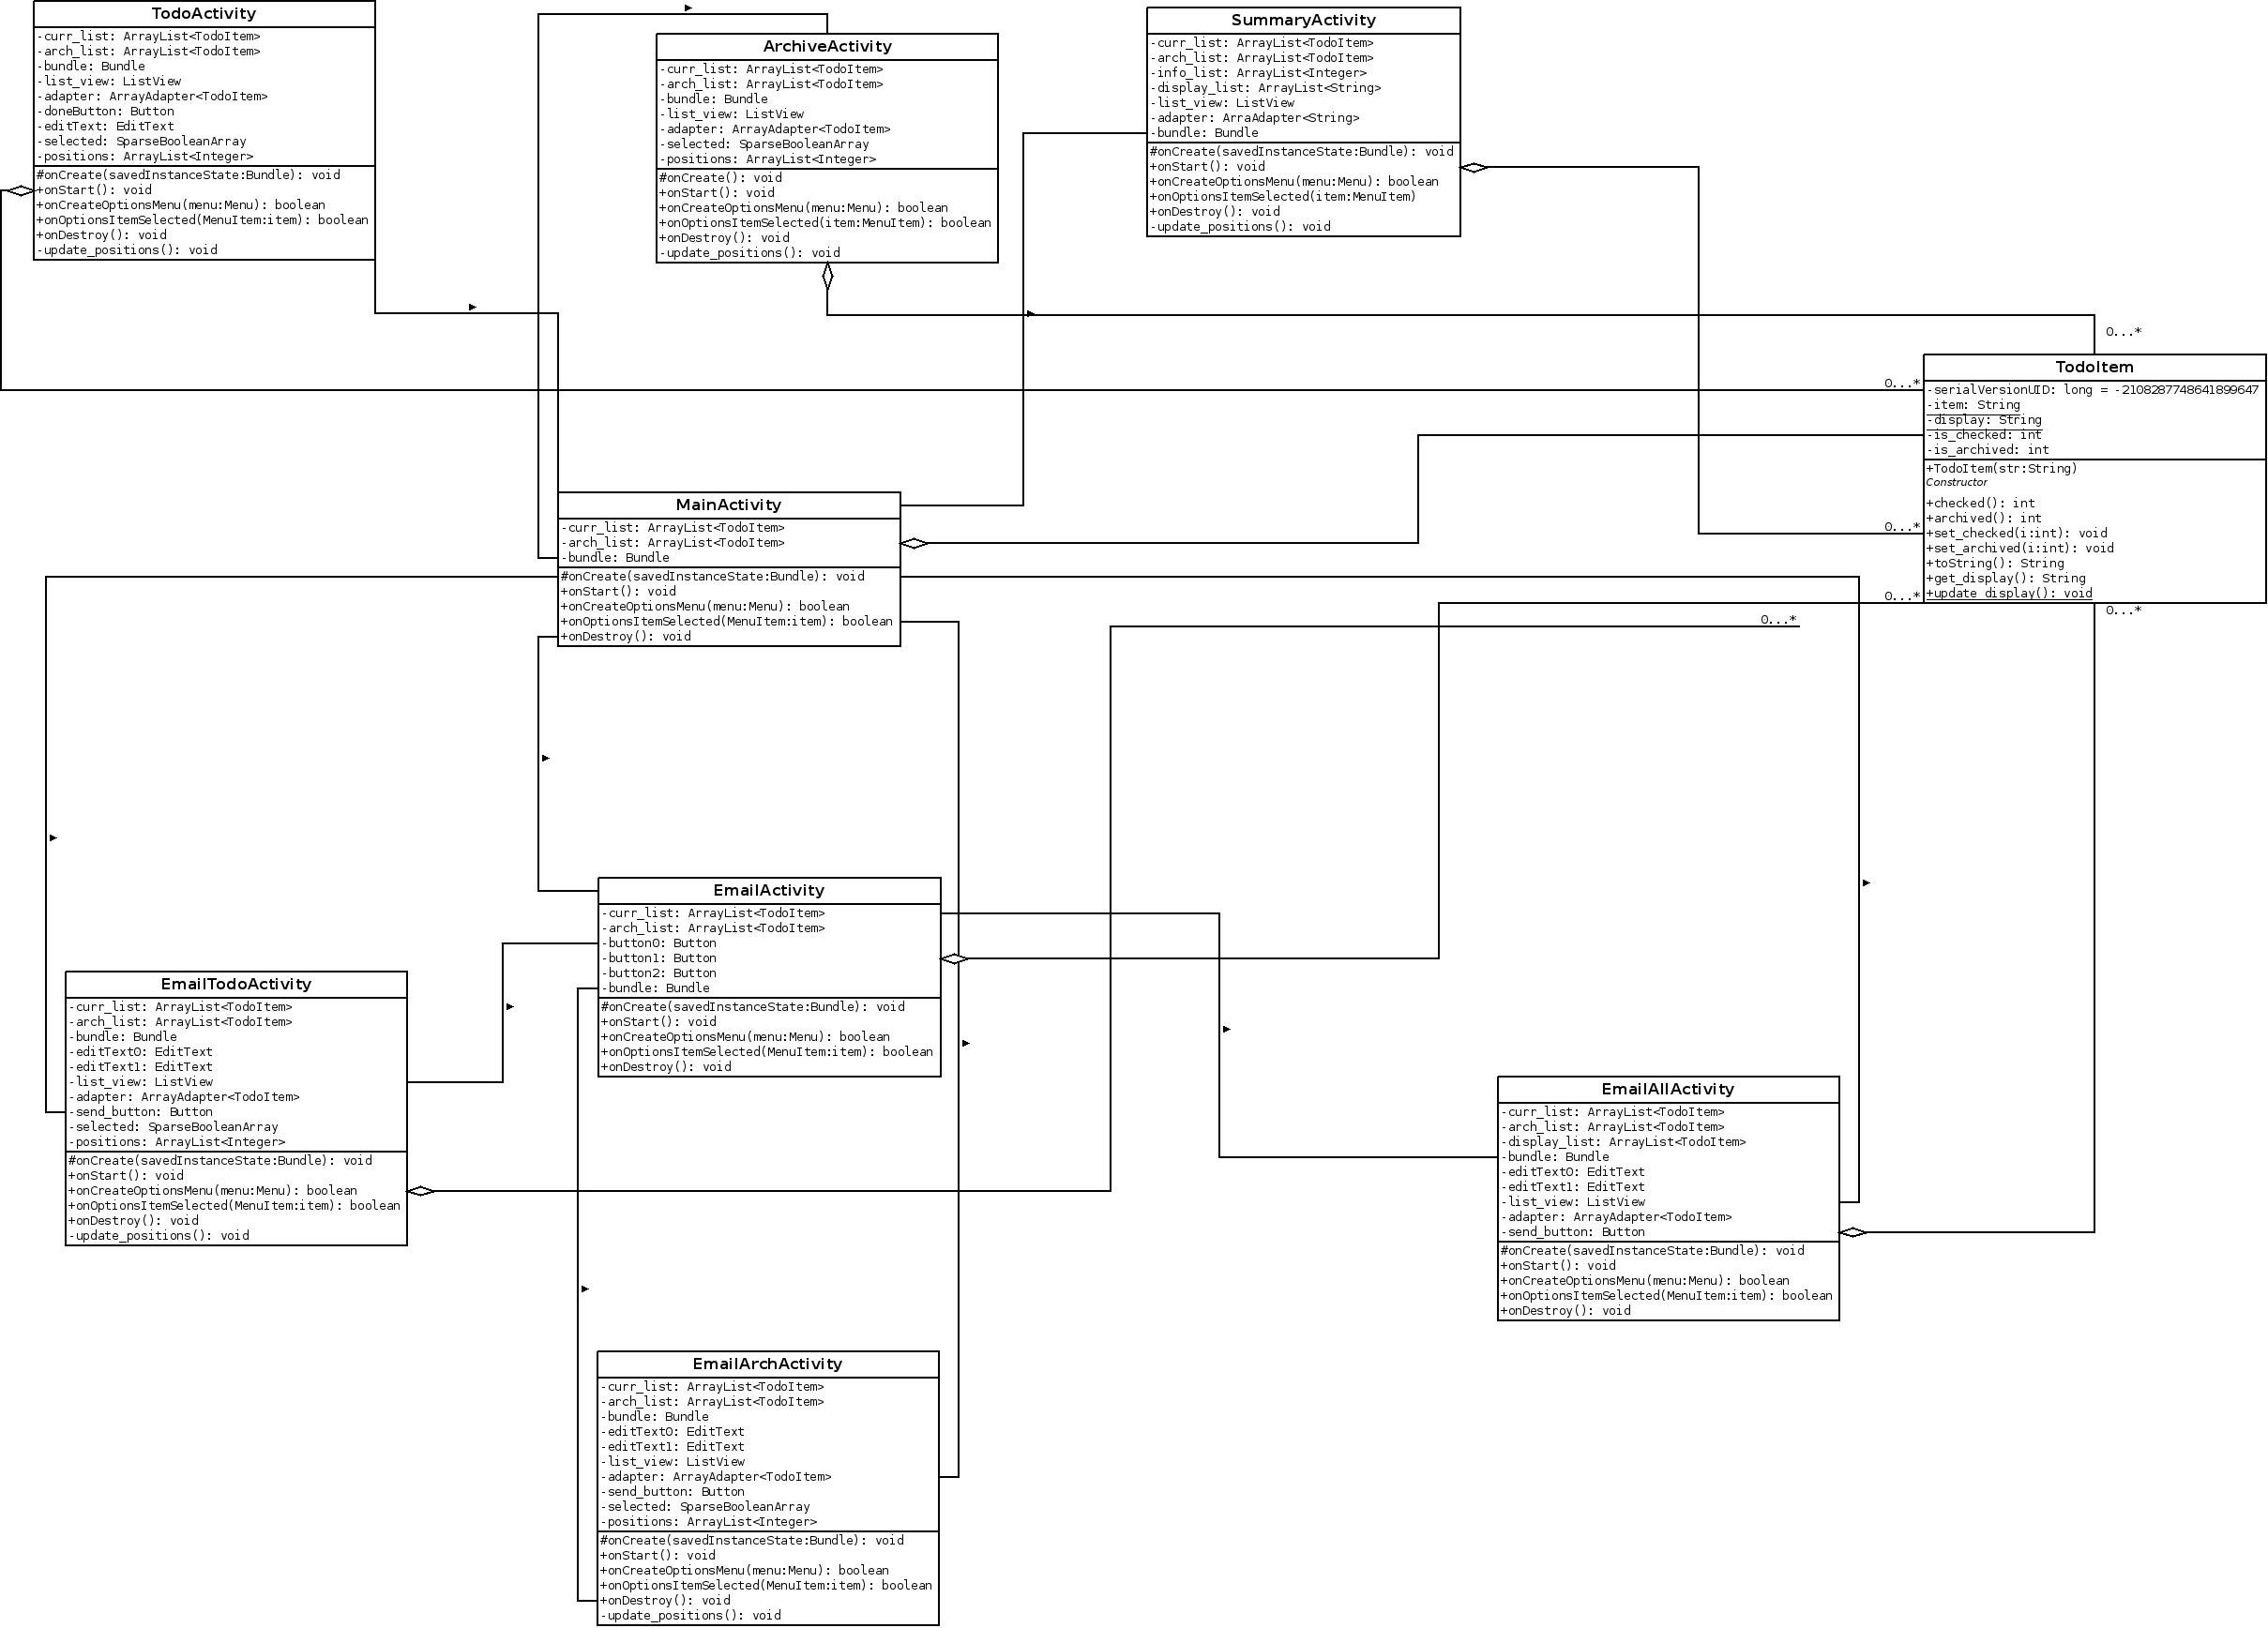 TodoActivity
-curr_list: ArrayList<TodoItem>
-arch_list: ArrayList<TodoItem>
-bundle: Bundle
-list_view: ListView
-adapter: ArrayAdapter<TodoItem>
-doneButton: Button
-editText: EditText
-selected: SparseBooleanArray
-positions: ArrayList<Integer>
#onCreate(savedInstanceState:Bundle): void
+onStart(): void
+onCreateOptionsMenu(menu:Menu): boolean
+onOptionsItemSelected(MenuItem:item): boolean
+onDestroy(): void
-update_positions(): void
ArchiveActivity
-curr_list: ArrayList<TodoItem>
-arch_list: ArrayList<TodoItem>
-bundle: Bundle
-list_view: ListView
-adapter: ArrayAdapter<TodoItem>
-selected: SparseBooleanArray
-positions: ArrayList<Integer>
#onCreate(): void
+onStart(): void
+onCreateOptionsMenu(menu:Menu): boolean
+onOptionsItemSelected(item:MenuItem): boolean
+onDestroy(): void
-update_positions(): void
SummaryActivity
-curr_list: ArrayList<TodoItem>
-arch_list: ArrayList<TodoItem>
-info_list: ArrayList<Integer>
-display_list: ArrayList<String>
-list_view: ListView
-adapter: ArraAdapter<String>
-bundle: Bundle
#onCreate(savedInstanceState:Bundle): void
+onStart(): void
+onCreateOptionsMenu(menu:Menu): boolean
+onOptionsItemSelected(item:MenuItem)
+onDestroy(): void
-update_positions(): void
0...*
TodoItem
0...*
-serialVersionUID: long = -2108287748641899647
-item: String
-display: String
-is_checked: int
-is_archived: int
+TodoItem(str:String)
Constructor
+checked(): int
+archived(): int
0...*
+set_checked(i:int): void
+set_archived(i:int): void
+toString(): String
+get_display(): String
0...*
+update_display(): void
0...*
0...*
MainActivity
-curr_list: ArrayList<TodoItem>
-arch_list: ArrayList<TodoItem>
-bundle: Bundle
#onCreate(savedInstanceState:Bundle): void
+onStart(): void
+onCreateOptionsMenu(menu:Menu): boolean
+onOptionsItemSelected(MenuItem:item): boolean
+onDestroy(): void
EmailActivity
-curr_list: ArrayList<TodoItem>
-arch_list: ArrayList<TodoItem>
-button0: Button
-button1: Button
-button2: Button
-bundle: Bundle
#onCreate(savedInstanceState:Bundle): void
+onStart(): void
+onCreateOptionsMenu(menu:Menu): boolean
+onOptionsItemSelected(MenuItem:item): boolean
+onDestroy(): void
EmailTodoActivity
-curr_list: ArrayList<TodoItem>
-arch_list: ArrayList<TodoItem>
-bundle: Bundle
-editText0: EditText
-editText1: EditText
-list_view: ListView
-adapter: ArrayAdapter<TodoItem>
-send_button: Button
-selected: SparseBooleanArray
-positions: ArrayList<Integer>
#onCreate(savedInstanceState:Bundle): void
+onStart(): void
+onCreateOptionsMenu(menu:Menu): boolean
+onOptionsItemSelected(MenuItem:item): boolean
+onDestroy(): void
-update_positions(): void
EmailAllActivity
-curr_list: ArrayList<TodoItem>
-arch_list: ArrayList<TodoItem>
-display_list: ArrayList<TodoItem>
-bundle: Bundle
-editText0: EditText
-editText1: EditText
-list_view: ListView
-adapter: ArrayAdapter<TodoItem>
-send_button: Button
#onCreate(savedInstanceState:Bundle): void
+onStart(): void
+onCreateOptionsMenu(menu:Menu): boolean
+onOptionsItemSelected(MenuItem:item): boolean
+onDestroy(): void
EmailArchActivity
-curr_list: ArrayList<TodoItem>
-arch_list: ArrayList<TodoItem>
-bundle: Bundle
-editText0: EditText
-editText1: EditText
-list_view: ListView
-adapter: ArrayAdapter<TodoItem>
-send_button: Button
-selected: SparseBooleanArray
-positions: ArrayList<Integer>
#onCreate(savedInstanceState:Bundle): void
+onStart(): void
+onCreateOptionsMenu(menu:Menu): boolean
+onOptionsItemSelected(MenuItem:item): boolean
+onDestroy(): void
-update_positions(): void